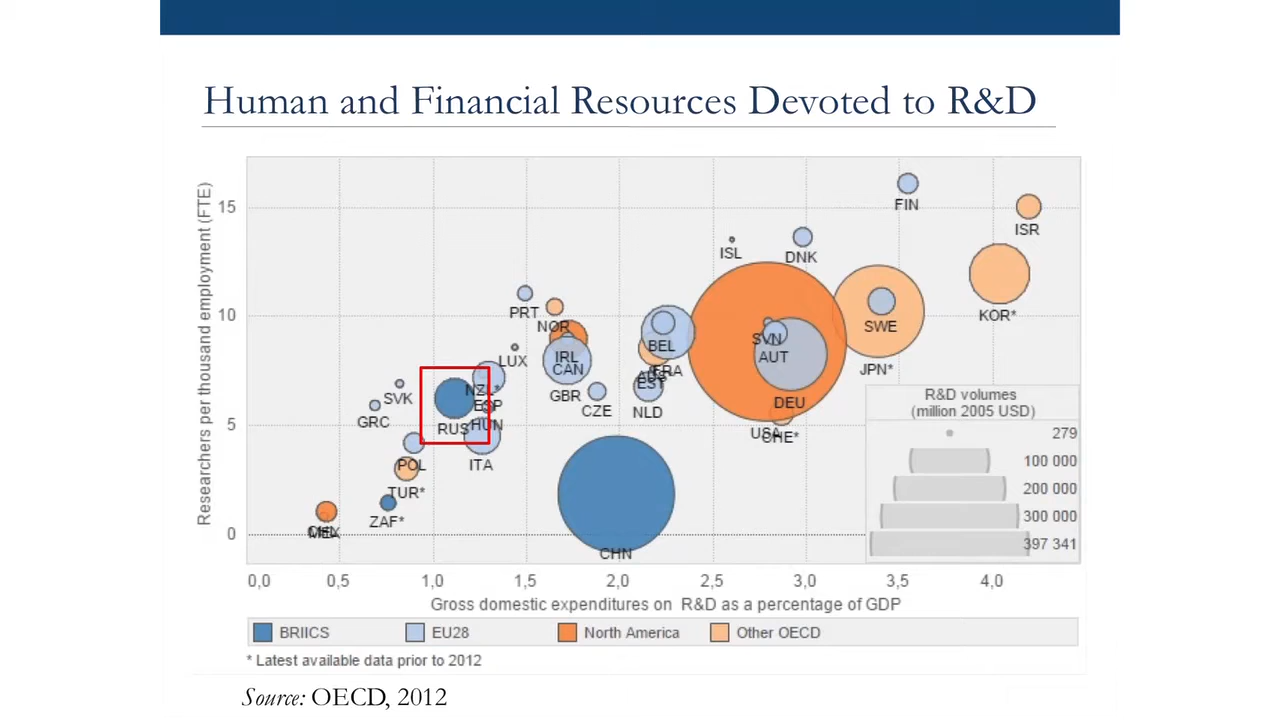 Human and Financial Resources Devoted to R&D
Researchers per thousand employment (FTE)
15
10
5
0
FIN
ISR
ISL
DNK
PRT
NOR
KOR*
SWE
SVN
BEL
IRL
LUX
CAN
AUT
FRA
JPN*
EST
NZL*
SVK
GBR
CZE
DEU
ESP
NLD
GRC
RUS
HUN
USA
CHE*
POL
ITA
TUR*
ZAF*
MEX
CHN
R&D volumes
(million 2005 USD)
279
100 000
200 000
300 000
397 341
0,0 0,5 1,0 1,5 2,0 2,5 3,0 3,5 4,0
Gross domestic expenditures on R&D as a percentage of GDP
BRIICS EU28 North America Other OECD
* Latest available data prior to 2012
Source: OECD, 2012